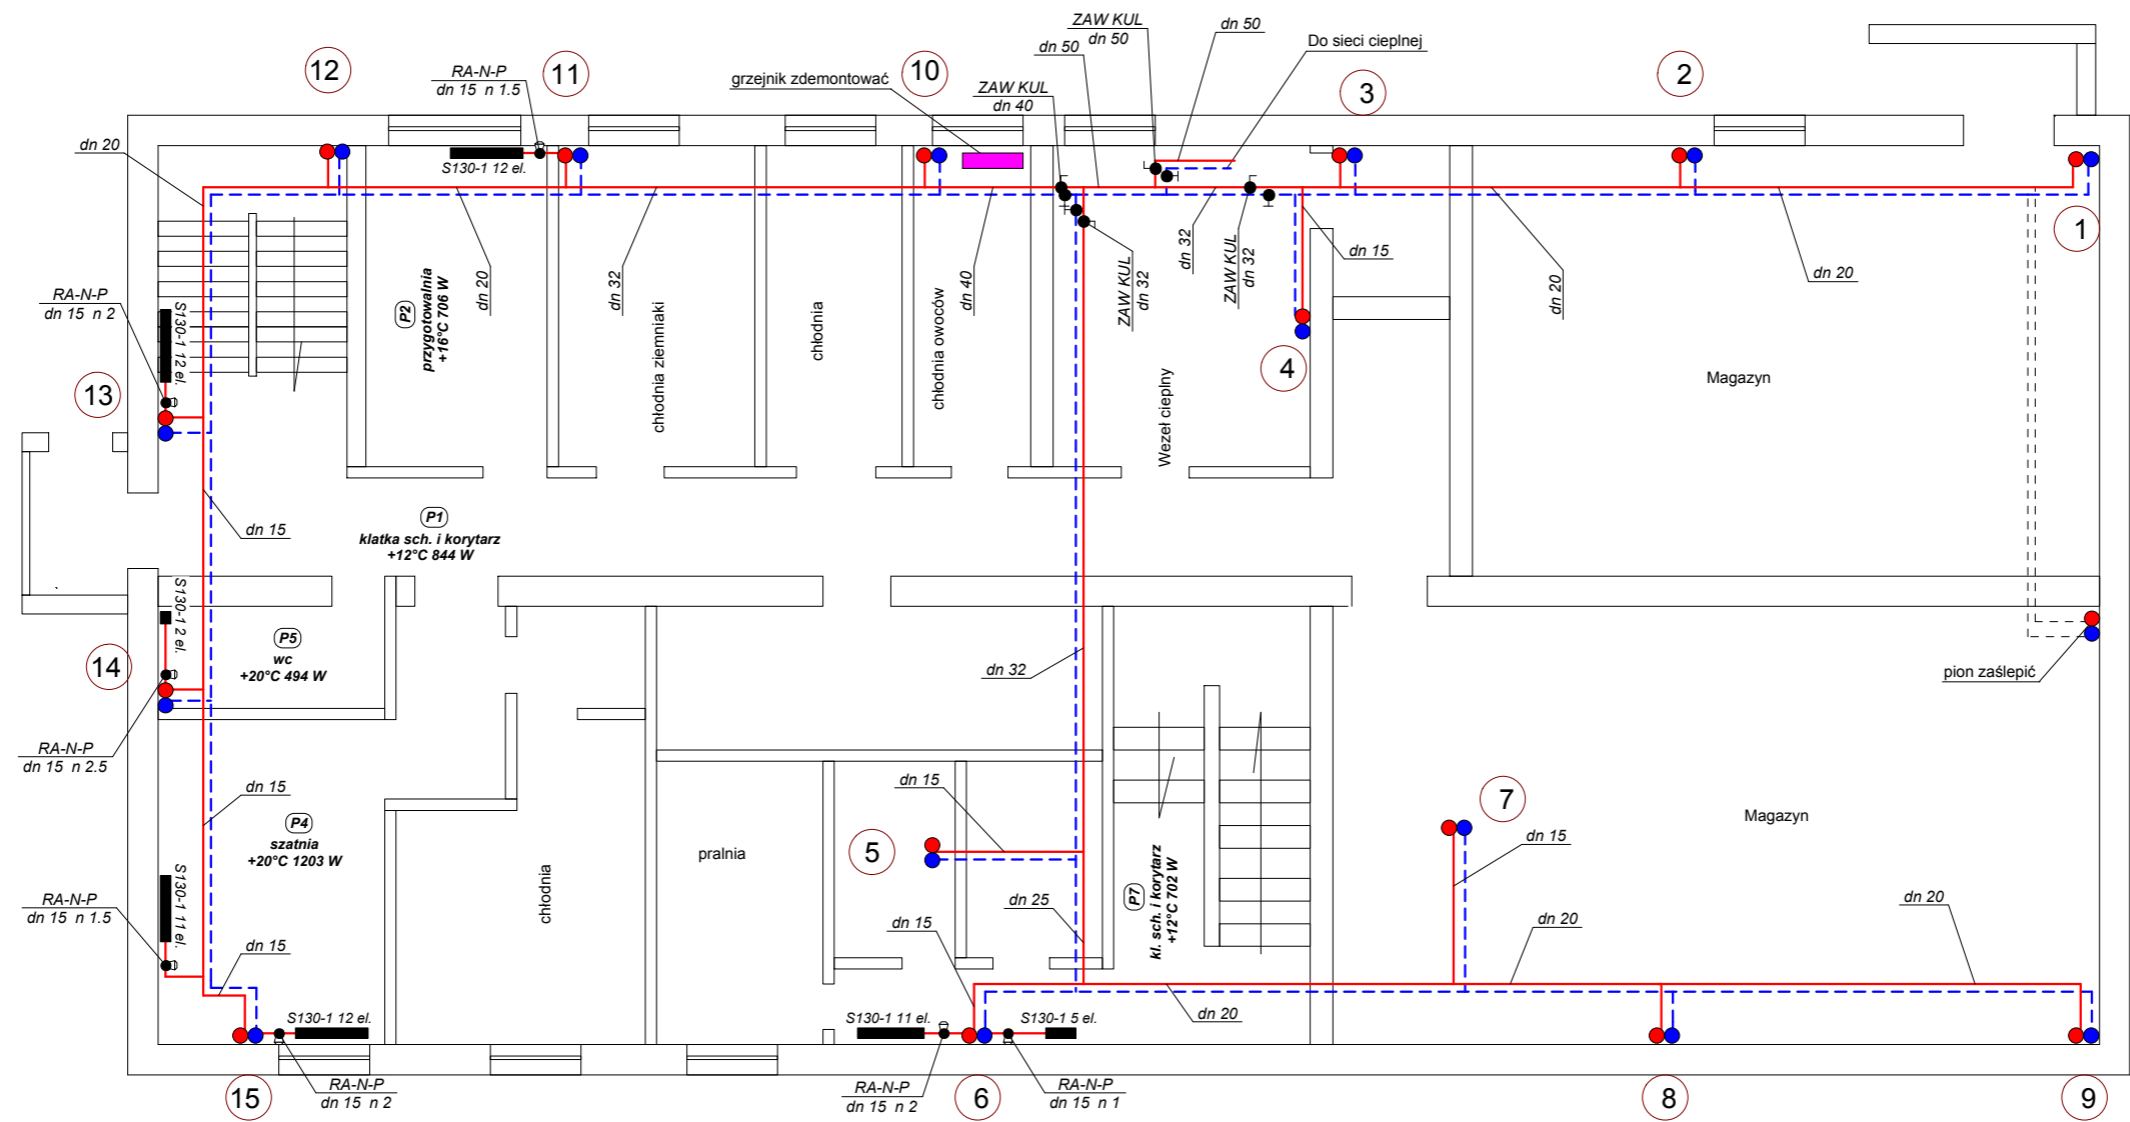 ZAW KUL
dn 50
dn 50
dn 50
Do sieci cieplnej
12
RA-N-P
dn 15 n 1.5
11
grzejnik zdemontować
10
ZAW KUL
dn 40
3
2
dn 20
S130-1 12 el.
1
RA-N-P
dn 15 n 2
S130-1 12 el.
P2
przygotowalnia
+16°C 706 W
dn 20
dn 32
chłodnia ziemniaki
chłodnia
chłodnia owoców
dn 40
ZAW KUL
dn 32
dn 32
ZAW KUL
dn 32
dn 15
dn 20
dn 20
13
4
Wezeł cieplny
Magazyn
dn 15
P1
klatka sch. i korytarz
+12°C 844 W
S130-1 2 el.
14
P5
wc
+20°C 494 W
dn 32
pion zaślepić
RA-N-P
dn 15 n 2.5
dn 15
dn 15
7
P4
szatnia
+20°C 1203 W
Magazyn
dn 15
5
pralnia
S130-1 11 el.
chłodnia
RA-N-P
dn 15 n 1.5
dn 25
P7
kl. sch. i korytarz
+12°C 702 W
dn 20
dn 20
dn 15
dn 15
dn 20
S130-1 12 el.
S130-1 11 el.
S130-1 5 el.
15
RA-N-P
dn 15 n 2
RA-N-P
dn 15 n 2
6
RA-N-P
dn 15 n 1
8
9